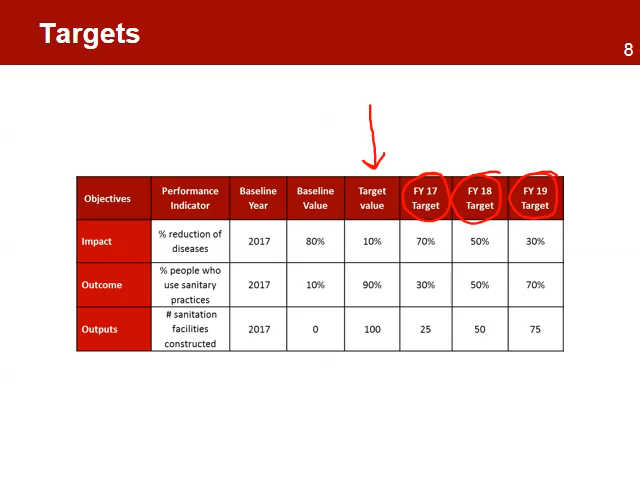 Targets
8
Objectives Performance Indicator Baseline Year Baseline Value Target value FY 17 Target FY 18 Target FY 19 Target
Impact % reduction of diseases 2017 80% 10% 70% 50% 30%
Outcome % people who use sanitary practices 2017 10% 90% 30% 50% 70%
Outputs # sanitation facilities constructed 2017 0 100 25 50 75